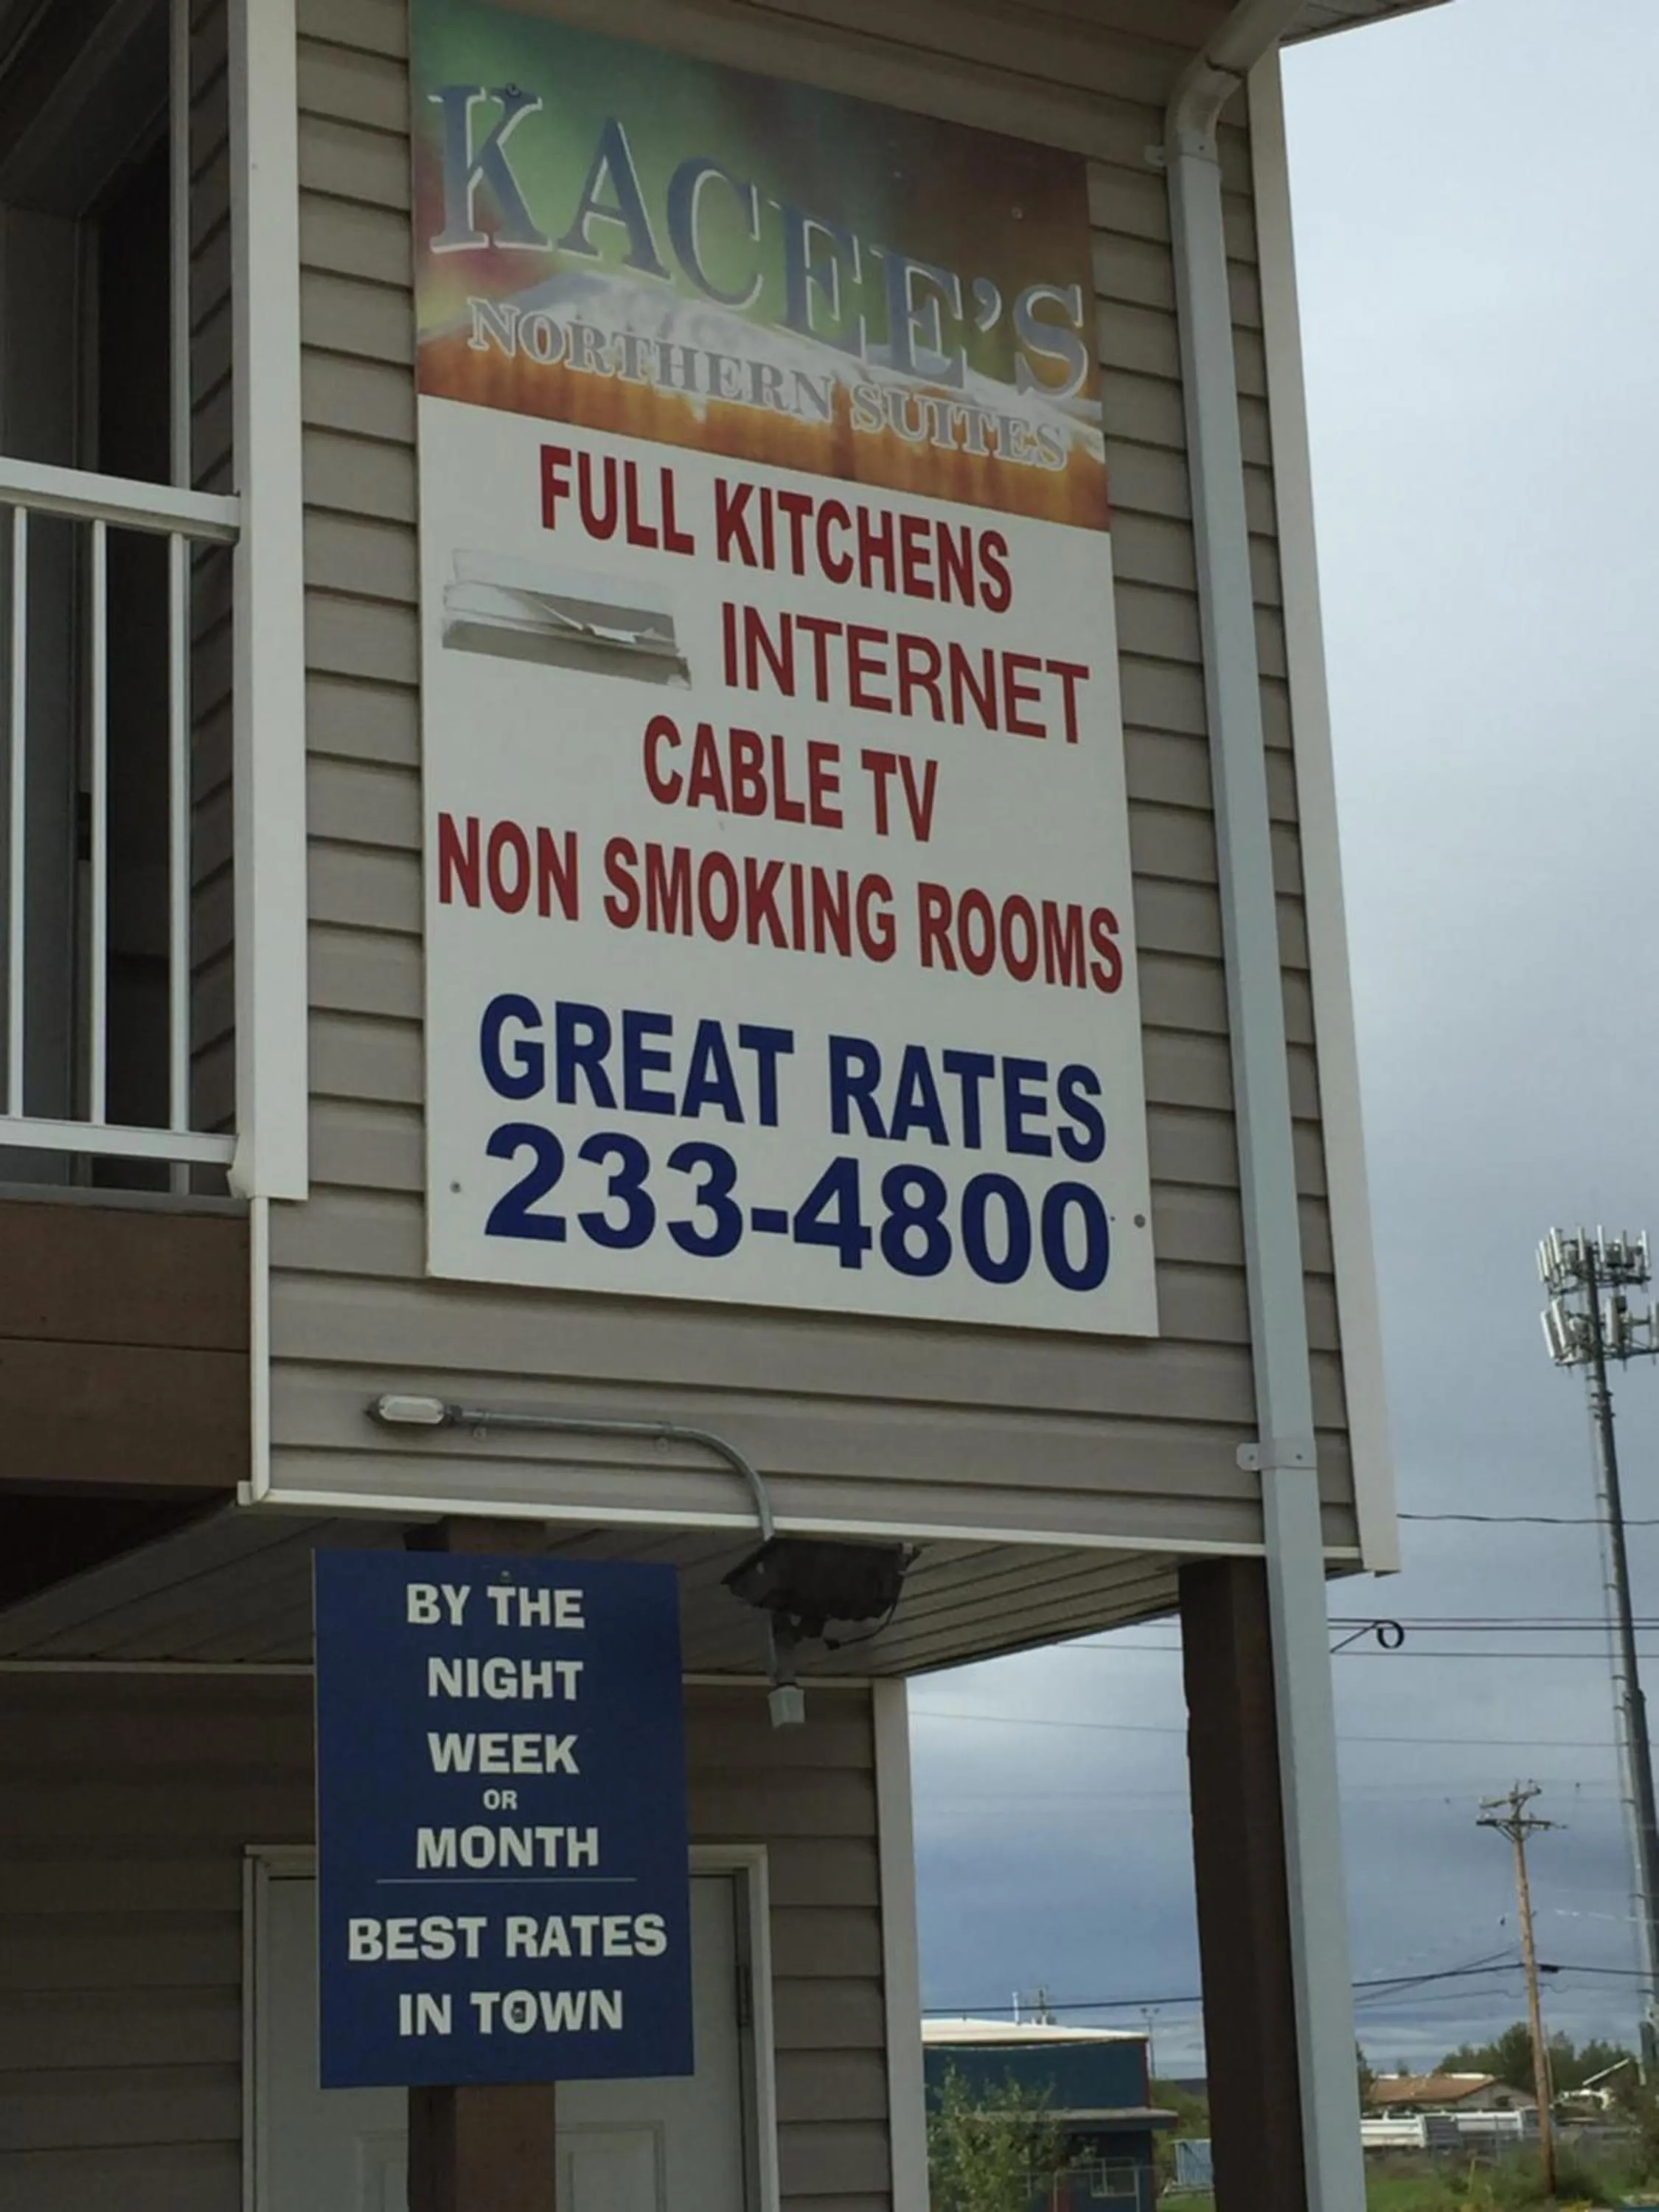 KACEE'S
NORTHERN SUITES
FULL KITCHENS
INTERNET
CABLE TV
NON SMOKING ROOMS
GREAT RATES
233-4800
BY THE
NIGHT
WEEK
OR
MONTH
BEST RATES
IN TOWN